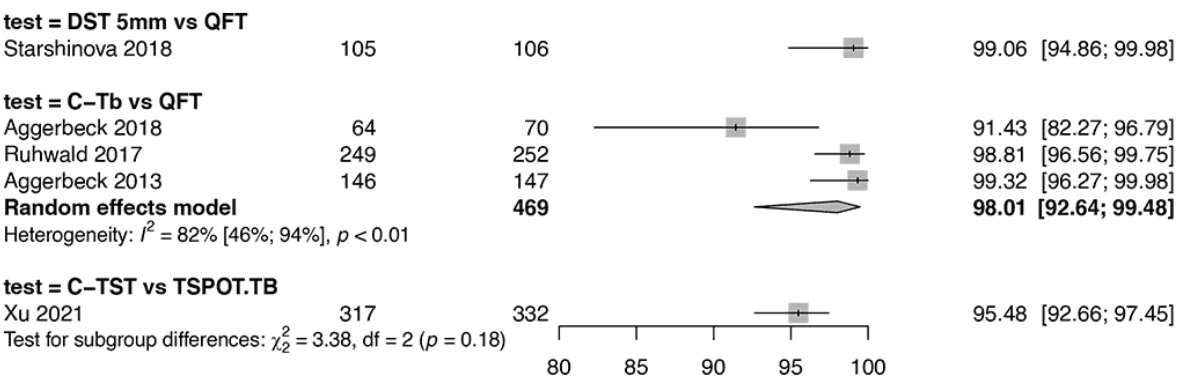 test = DST 5mm vs QFT
Starshinova 2018 105 106 99.06 [94.86; 99.98]
test = C−Tb vs QFT
Aggerbeck 2018 64 70 91.43 [82.27; 96.79]
Ruhwald 2017 249 252 98.81 [96.56; 99.75]
Aggerbeck 2013 146 147 99.32 [96.27; 99.98]
Random effects model 469 98.01 [92.64; 99.48]
Heterogeneity: I² = 82% [46%; 94%], p < 0.01
test = C−TST vs TSPOT.TB
Xu 2021 317 332 95.48 [92.66; 97.45]
Test for subgroup differences: χ²₂ = 3.38, df = 2 (p = 0.18)
80 85 90 95 100